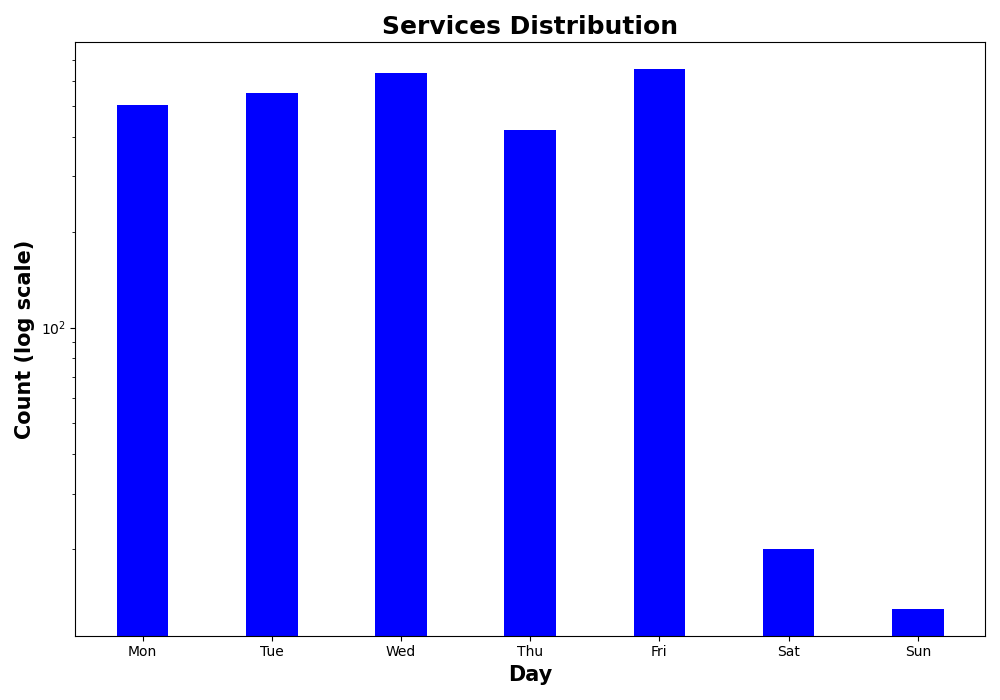 Services Distribution
Count (log scale)
10²
Mon Tue Wed Thu Fri Sat Sun
Day